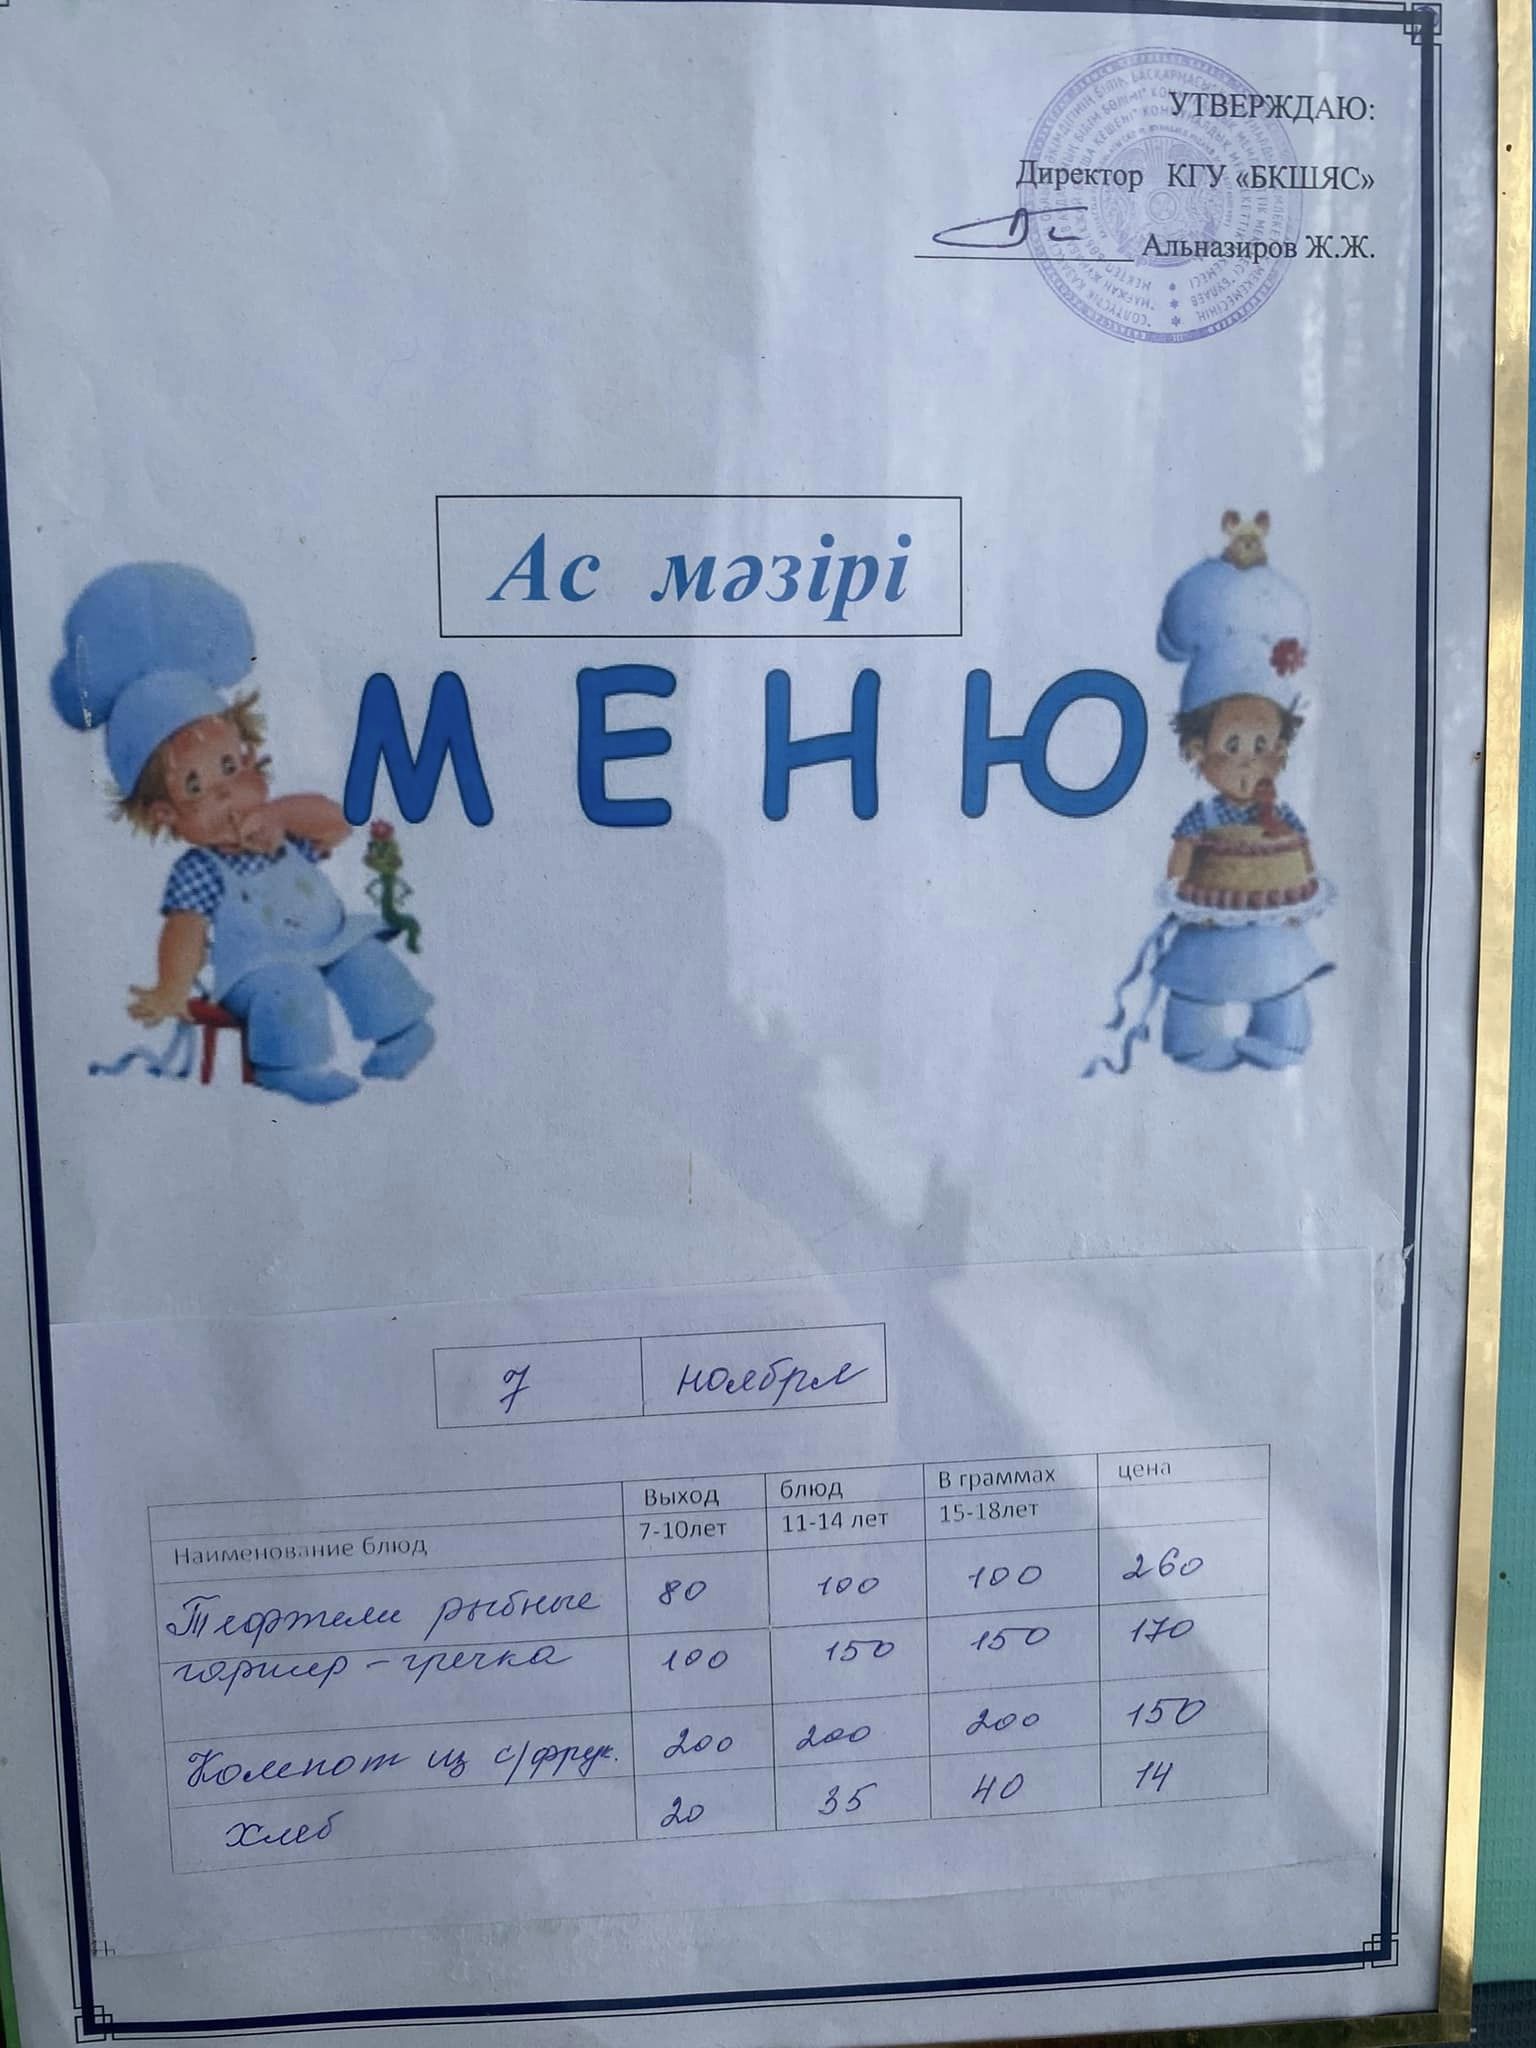 УТВЕРЖДАЮ:
Директор КГУ «БКШЯС»
Альназиров Ж.Ж.
Ас мәзірі
МЕНЮ
7 ноября
Выход блюд В граммах цена
Наименование блюд 7-10лет 11-14 лет 15-18лет
Тефтели рыбные 80 100 100 260
гарнир - гречка 100 150 150 170
Компот из с/фрук. 200 200 200 150
Хлеб 20 35 40 14